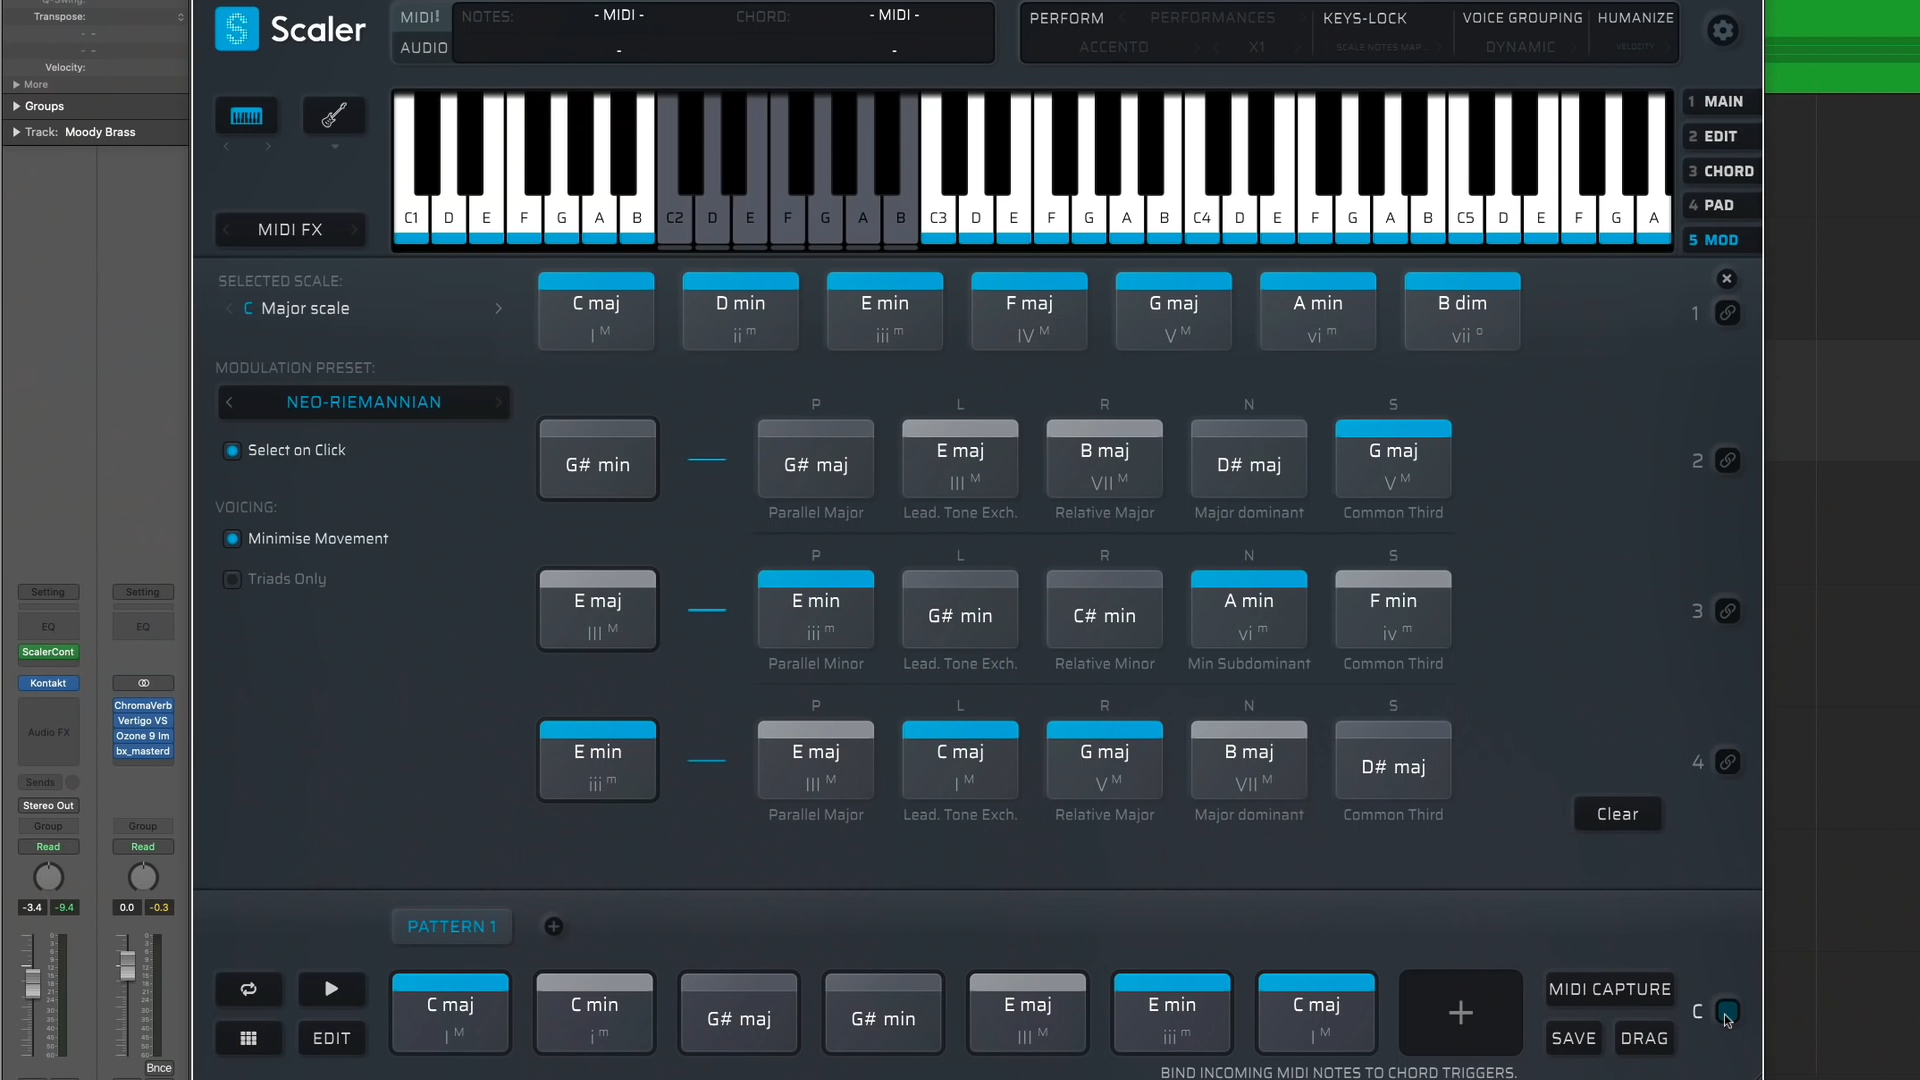 Q-Swing:
Transpose:
Velocity:
More
Groups
Track: Moody Brass
Setting Setting
EQ EQ
ScalerCont
Kontakt
ChromaVerb
Audio FX Vertigo VS
Ozone 9 Im
bx_masterd
Sends
Stereo Out
Group Group
Read Read
-3.4 -9.4 0.0 -0.3
Bnce
S Scaler
MIDI!
AUDIO
NOTES: - MIDI - CHORD: - MIDI -
- -
PERFORM PERFORMANCES KEYS-LOCK VOICE GROUPING HUMANIZE
ACCENTO X1 SCALE NOTES MAP... DYNAMIC VELOCITY
1 MAIN
2 EDIT
3 CHORD
4 PAD
5 MOD
C1 D E F G A B C2 D E F G A B C3 D E F G A B C4 D E F G A B C5 D E F G A
MIDI FX
SELECTED SCALE:
C Major scale
C maj D min E min F maj G maj A min B dim
I M ii m iii m IV M V M vi m vii o
1
MODULATION PRESET:
NEO-RIEMANNIAN
Select on Click
VOICING:
Minimise Movement
Triads Only
P L R N S
G# min G# maj E maj B maj D# maj G maj
III M VII M V M
2
Parallel Major Lead. Tone Exch. Relative Major Major dominant Common Third
P L R N S
E maj E min G# min C# min A min F min
III M iii m vi m iv m
3
Parallel Minor Lead. Tone Exch. Relative Minor Min Subdominant Common Third
P L R N S
E min E maj C maj G maj B maj D# maj
iii m III M I M V M VII M
4
Parallel Major Lead. Tone Exch. Relative Major Major dominant Common Third
Clear
PATTERN 1 +
C maj C min G# maj G# min E maj E min C maj +
I M i m III M iii m I M
EDIT
MIDI CAPTURE
C
SAVE DRAG
BIND INCOMING MIDI NOTES TO CHORD TRIGGERS.